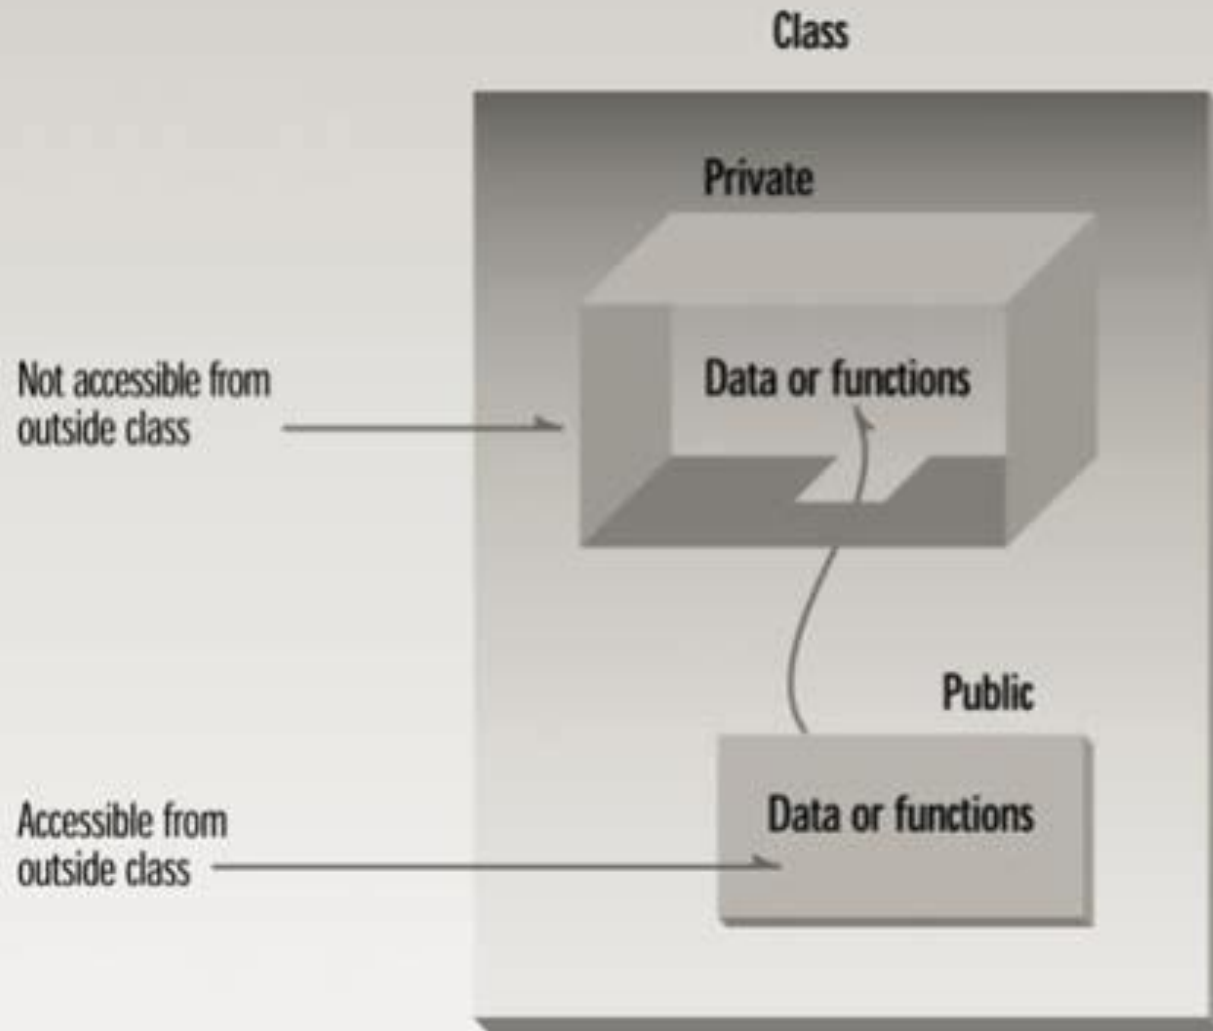 Class
Private
Data or functions
Not accessible from
outside class
Public
Data or functions
Accessible from
outside class